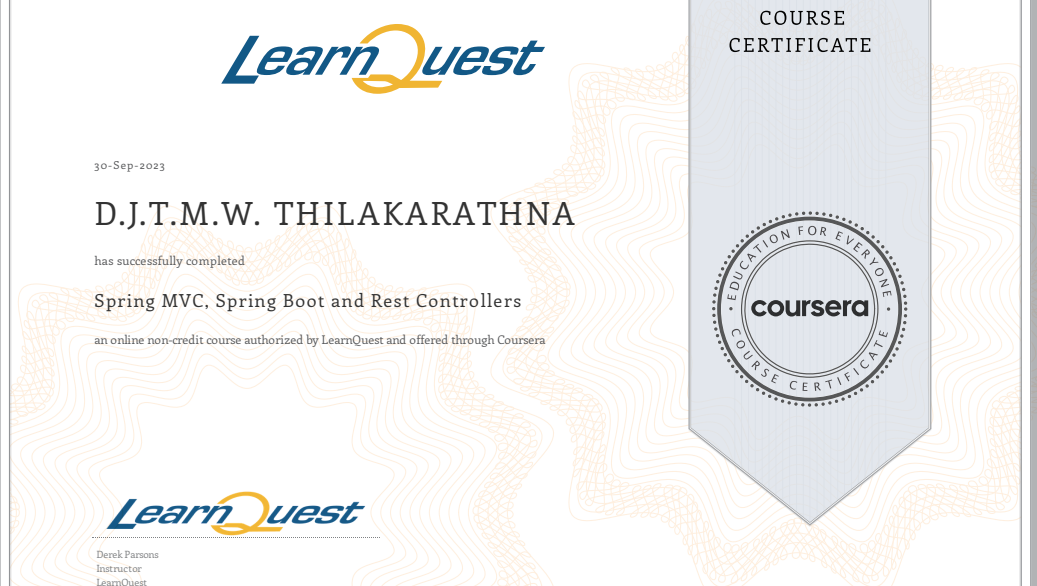 LearnQuest
COURSE
CERTIFICATE
30-Sep-2023
D.J.T.M.W. THILAKARATHNA
has successfully completed
Spring MVC, Spring Boot and Rest Controllers
an online non-credit course authorized by LearnQuest and offered through Coursera
EDUCATION FOR EVERYONE
coursera
COURSE CERTIFICATE
LearnQuest
Derek Parsons
Instructor
LearnQuest